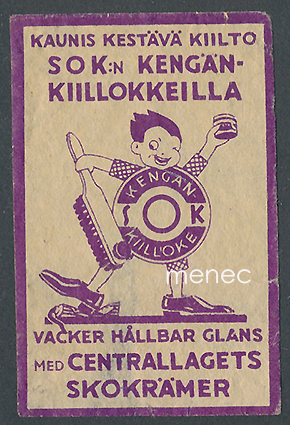 KAUNIS KESTÄVÄ KIILTO
SOK:N KENGÄN-
KIILLOKKEILLA
KENGÄN
SOK
KIILLOKE
menec
VACKER HÅLLBAR GLANS
MED CENTRALLAGETS
SKOKRÄMER